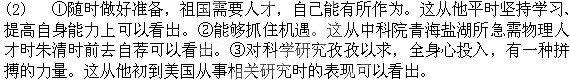 (2) ①随时做好准备，祖国需要人才，自己能有所作为。这从他平时坚持学习、
提高自身能力上可以看出。②能够抓住机遇。这从中科院青海盐湖所急需物理人
才时朱清时前去自荐可以看出。③对科学研究孜孜以求，全身心投入，有一种拼
搏的力量。这从他初到美国从事相关研究时的表现可以看出。